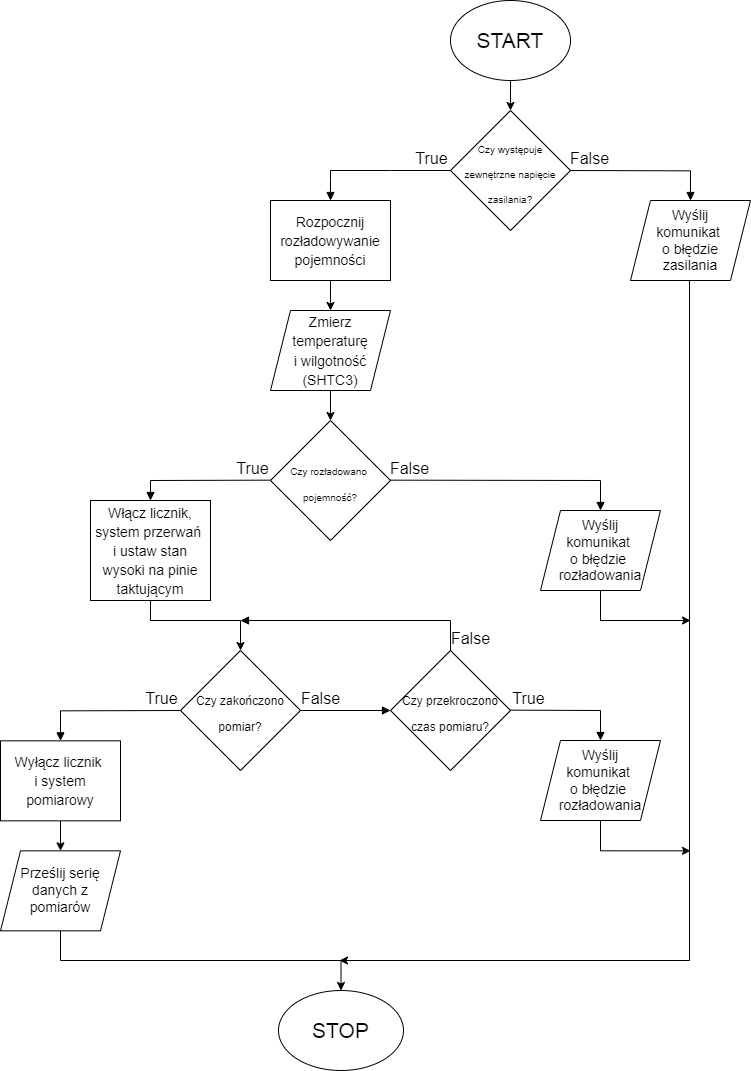 START
Czy występuje
zewnętrzne napięcie
zasilania?
True
False
Rozpocznij
rozładowywanie
pojemności
Wyślij
komunikat
o błędzie
zasilania
Zmierz
temperaturę
i wilgotność
(SHTC3)
Czy rozładowano
pojemność?
True
False
Włącz licznik,
system przerwań
i ustaw stan
wysoki na pinie
taktującym
Wyślij
komunikat
o błędzie
rozładowania
False
Czy zakończono
pomiar?
True
False
Czy przekroczono
czas pomiaru?
True
Wyłącz licznik
i system
pomiarowy
Wyślij
komunikat
o błędzie
rozładowania
Prześlij serię
danych z
pomiarów
STOP